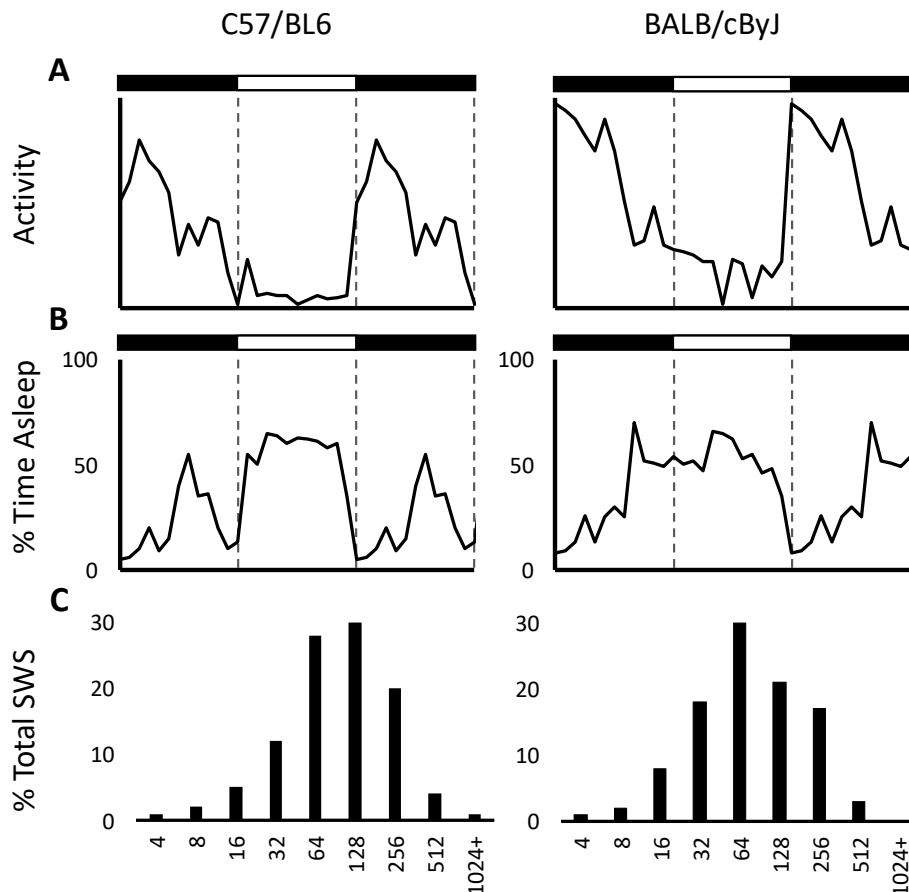 C57/BL6 BALB/cByJ
A
Activity
B
100 100
50 50
0 0
% Time Asleep
C
30 30
20 20
10 10
0 0
% Total SWS
4 8 16 32 64 128 256 512 1024+ 4 8 16 32 64 128 256 512 1024+